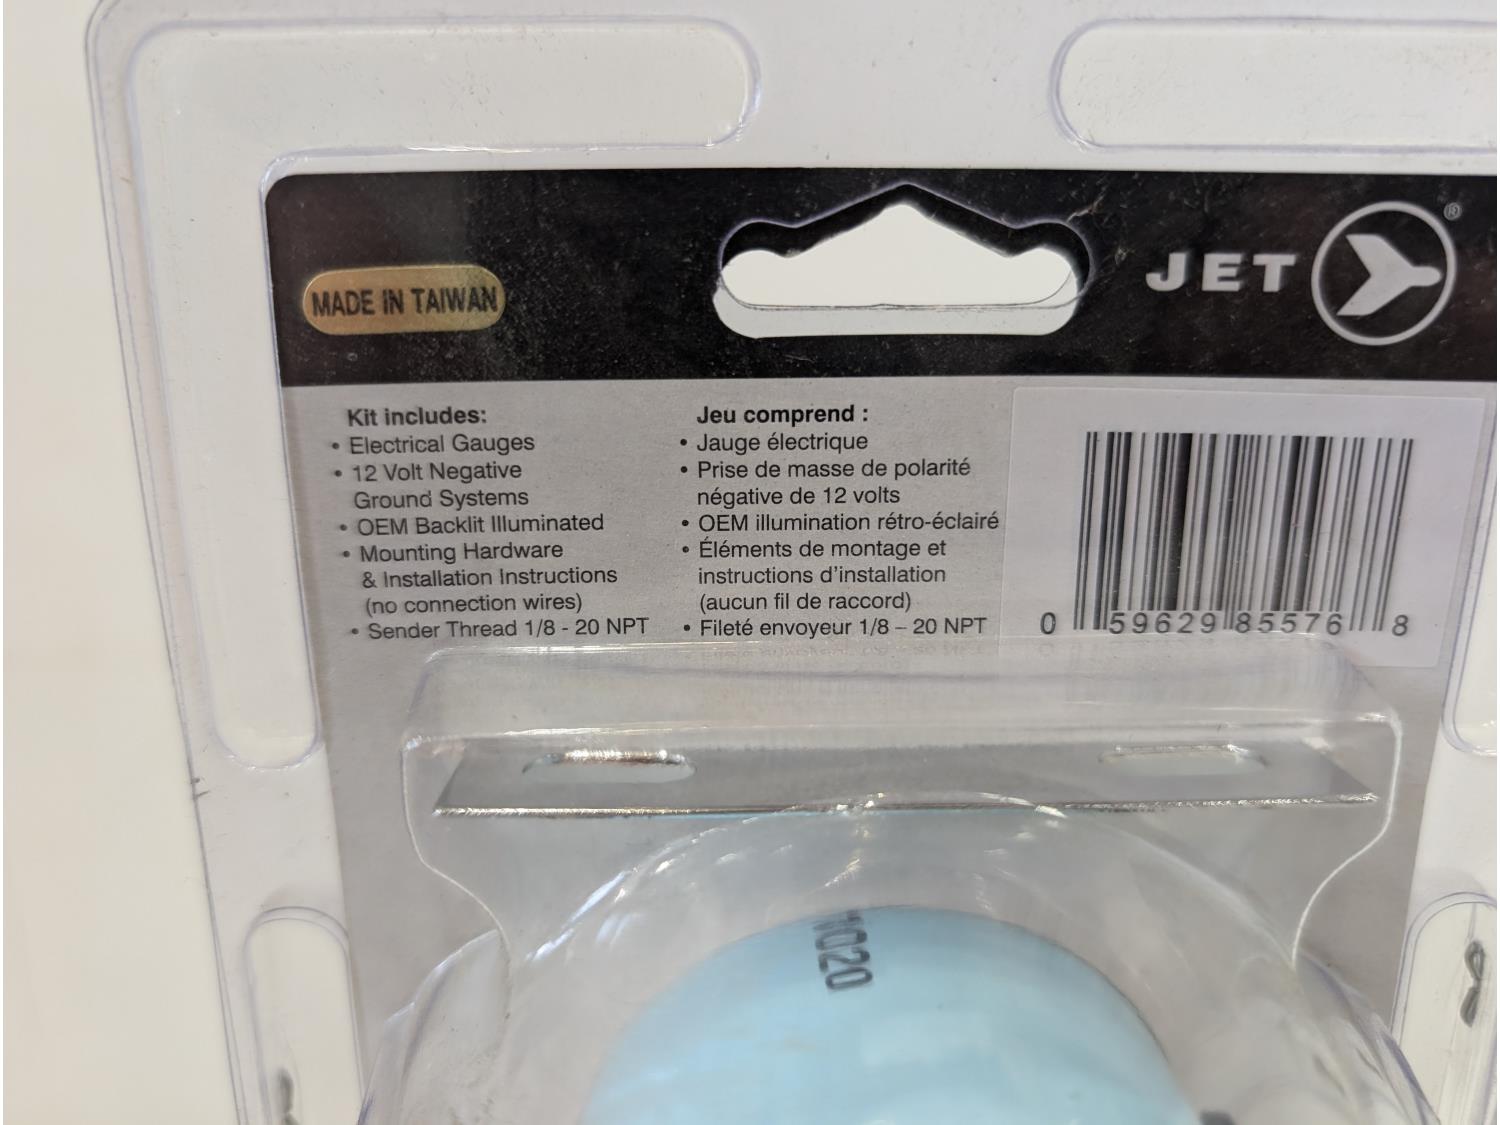 MADE IN TAIWAN
JET ®
Kit includes:
• Electrical Gauges
• 12 Volt Negative
Ground Systems
• OEM Backlit Illuminated
• Mounting Hardware
& Installation Instructions
(no connection wires)
• Sender Thread 1/8 - 20 NPT
Jeu comprend :
• Jauge électrique
• Prise de masse de polarité
négative de 12 volts
• OEM illumination rétro-éclairé
• Éléments de montage et
instructions d'installation
(aucun fil de raccord)
• Fileté envoyeur 1/8 – 20 NPT
0 59629 85576 8